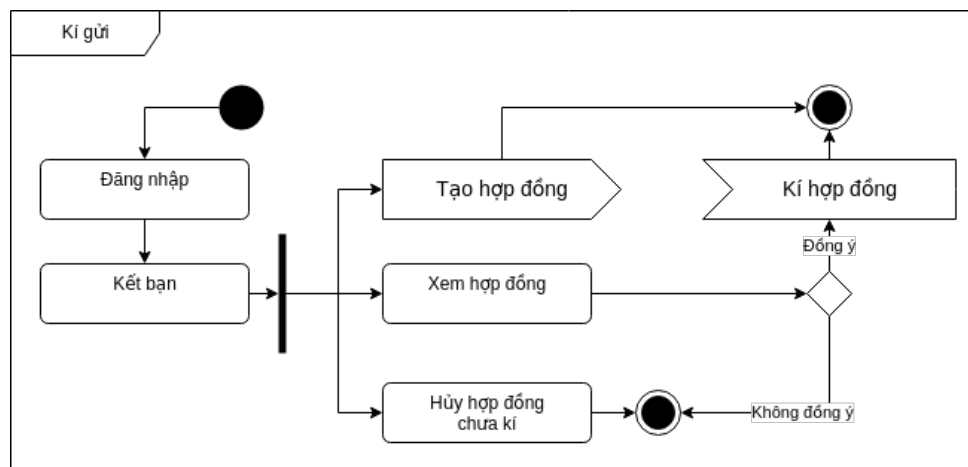 Kí gửi
Đăng nhập
Tạo hợp đồng
Kí hợp đồng
Đồng ý
Kết bạn
Xem hợp đồng
Hủy hợp đồng
chưa kí
Không đồng ý